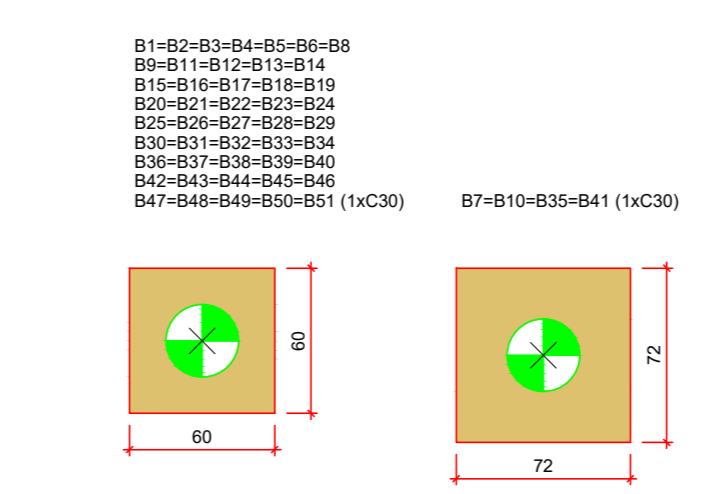 B1=B2=B3=B4=B5=B6=B8
B9=B11=B12=B13=B14
B15=B16=B17=B18=B19
B20=B21=B22=B23=B24
B25=B26=B27=B28=B29
B30=B31=B32=B33=B34
B36=B37=B38=B39=B40
B42=B43=B44=B45=B46
B47=B48=B49=B50=B51 (1xC30)
B7=B10=B35=B41 (1xC30)
60
60
72
72